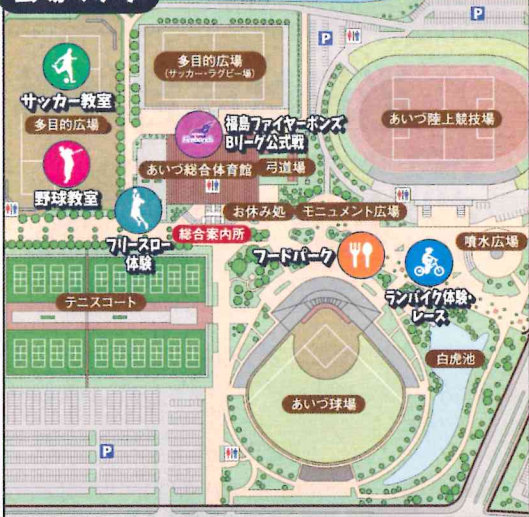 P
P
多目的広場
(サッカー・ラグビー場)
サッカー教室
多目的広場
野球教室
Firebonds
福島ファイヤーボンズ
Bリーグ公式戦
あいづ総合体育館
弓道場
あいづ陸上競技場
お休み処
モニュメント広場
総合案内所
フリースロー
体験
フードパーク
噴水広場
ランバイク体験・
レース
テニスコート
白虎池
あいづ球場
P